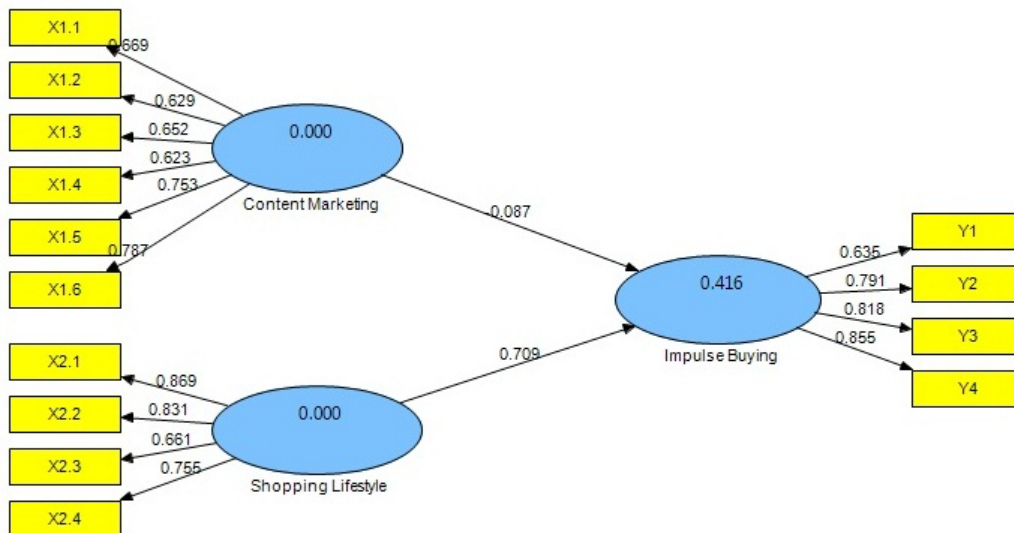 X1.1
0.669
X1.2
0.629
X1.3
0.652
X1.4
0.623
X1.5
0.753
X1.6
0.787
0.000
Content Marketing
-0.087
X2.1
0.869
X2.2
0.831
X2.3
0.661
X2.4
0.755
0.000
Shopping Lifestyle
0.709
0.416
Impulse Buying
Y1
0.635
Y2
0.791
Y3
0.818
Y4
0.855